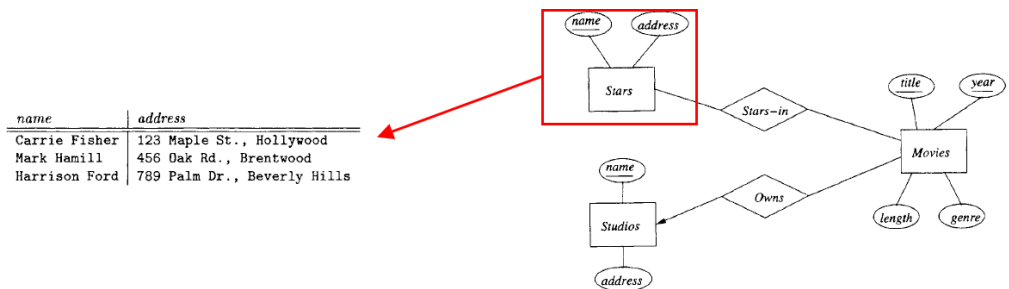 name address
Carrie Fisher 123 Maple St., Hollywood
Mark Hamill 456 Oak Rd., Brentwood
Harrison Ford 789 Palm Dr., Beverly Hills
name address
Stars
Stars-in
title year
Movies
length genre
name
Owns
Studios
address